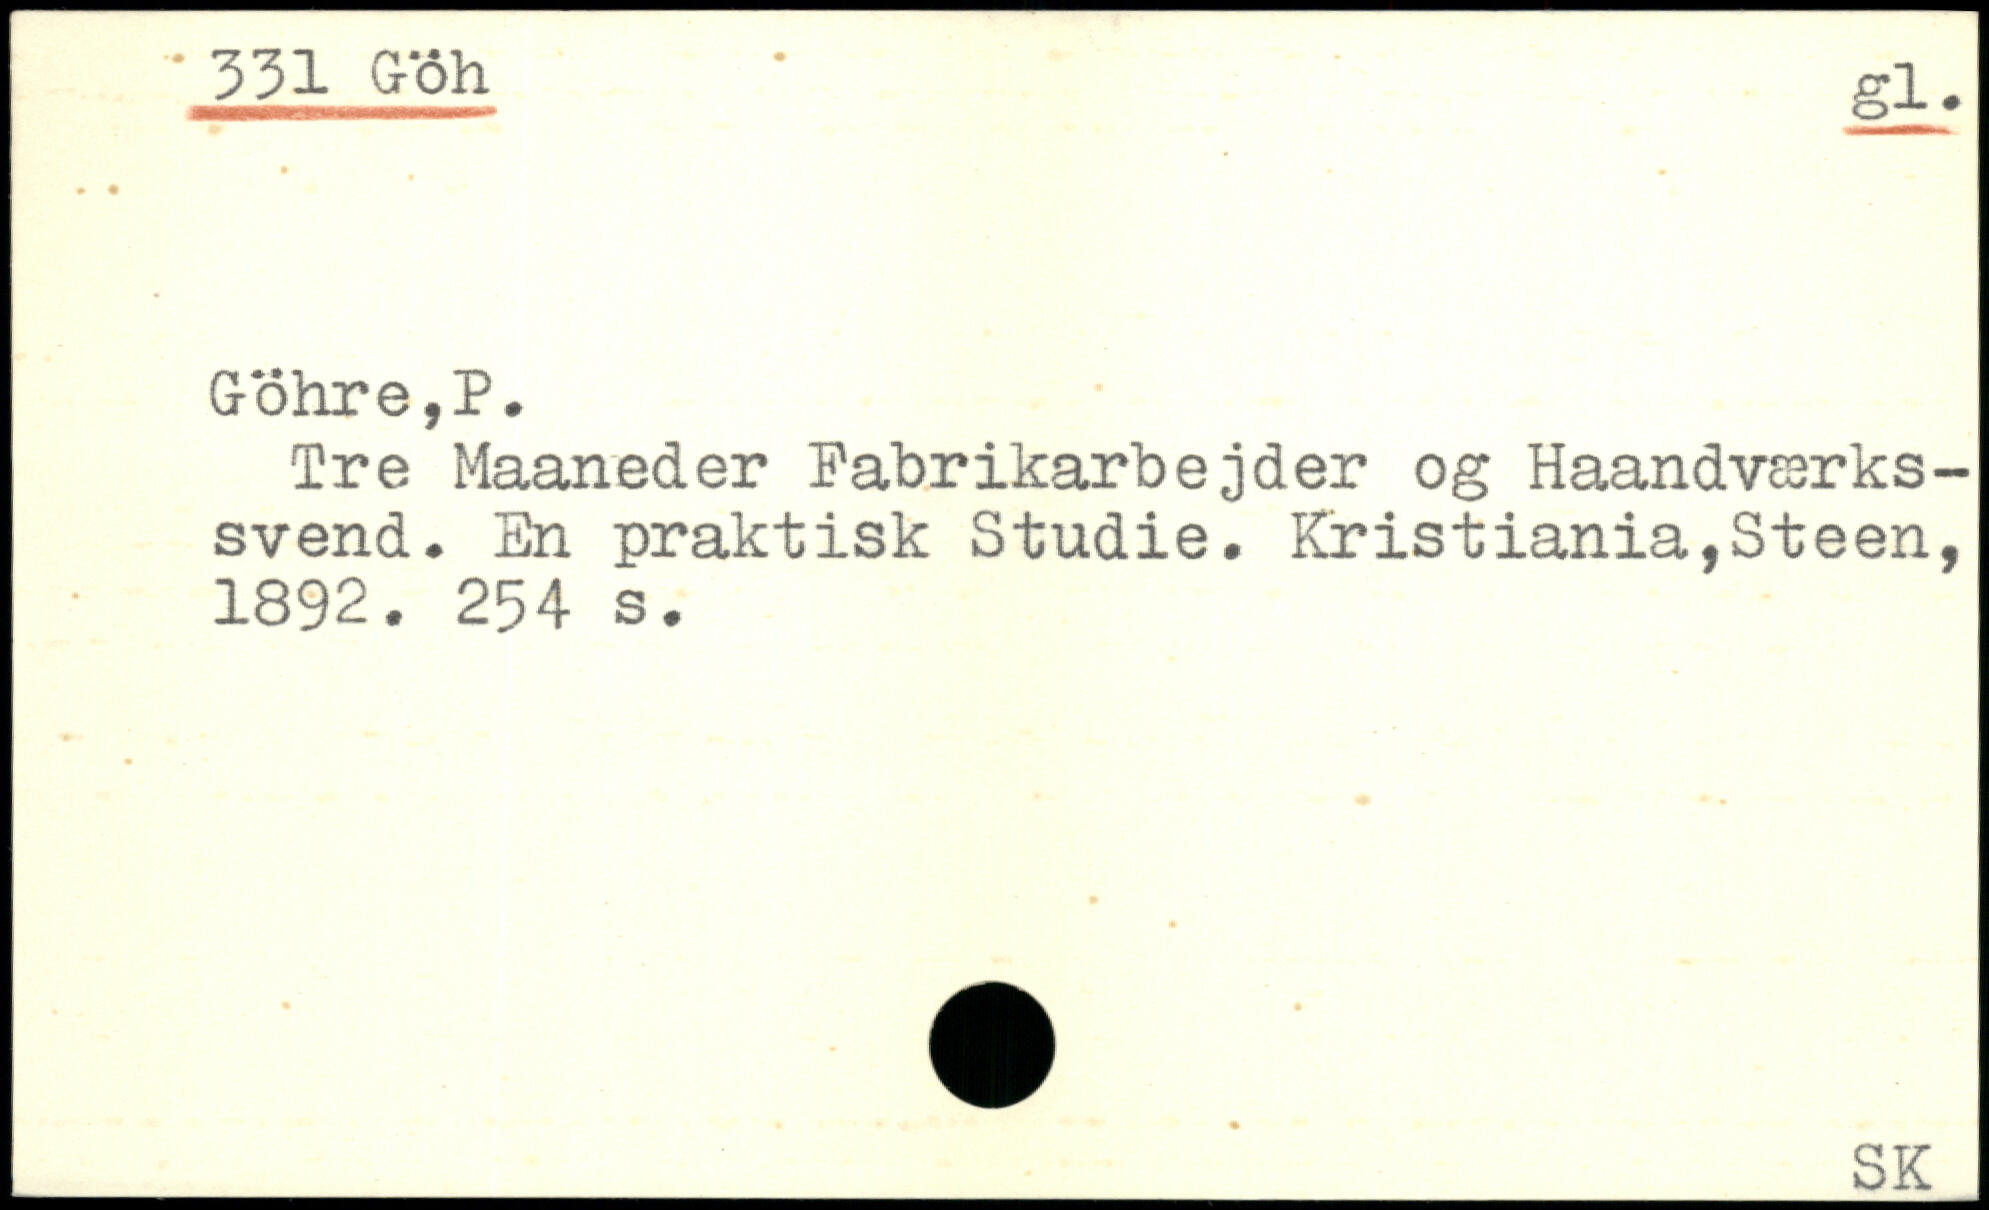 331 Göh
gl.
Göhre,P.
Tre Maaneder Fabrikarbejder og Haandværks-
svend. En praktisk Studie. Kristiania,Steen,
1892. 254 s.
SK